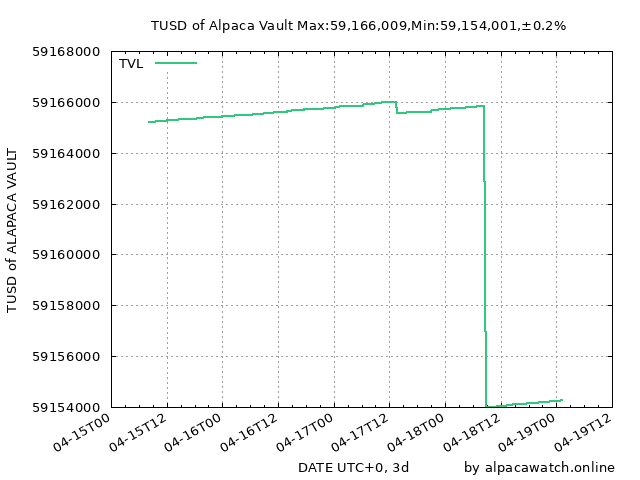 TUSD of Alpaca Vault Max:59,166,009,Min:59,154,001,±0.2%
TVL
59168000
59166000
59164000
59162000
59160000
59158000
59156000
59154000
TUSD of ALAPACA VAULT
04-15T00
04-15T12
04-16T00
04-16T12
04-17T00
04-17T12
04-18T00
04-18T12
04-19T00
04-19T12
DATE UTC+0, 3d
by alpacawatch.online